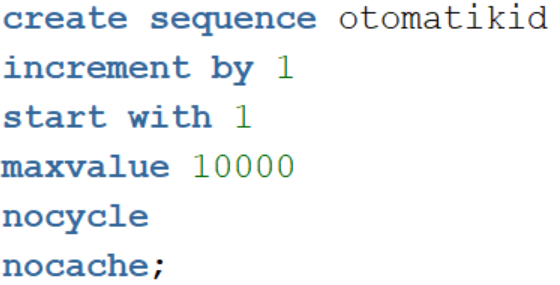 create sequence otomatikid
increment by 1
start with 1
maxvalue 10000
nocycle
nocache;